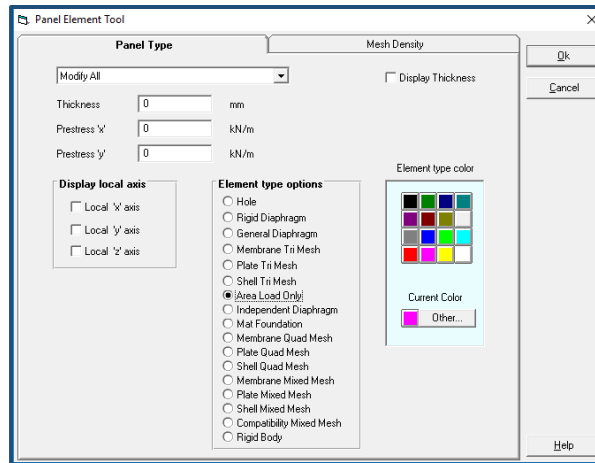 Panel Element Tool
Panel Type
Mesh Density
Ok
Cancel
Modify All
Display Thickness
Thickness 0 mm
Prestress 'x' 0 kN/m
Prestress 'y' 0 kN/m
Display local axis
Local 'x' axis
Local 'y' axis
Local 'z' axis
Element type options
Hole
Rigid Diaphragm
General Diaphragm
Membrane Tri Mesh
Plate Tri Mesh
Shell Tri Mesh
Area Load Only
Independent Diaphragm
Mat Foundation
Membrane Quad Mesh
Plate Quad Mesh
Shell Quad Mesh
Membrane Mixed Mesh
Plate Mixed Mesh
Shell Mixed Mesh
Compatibility Mixed Mesh
Rigid Body
Element type color
Current Color
Other...
Help